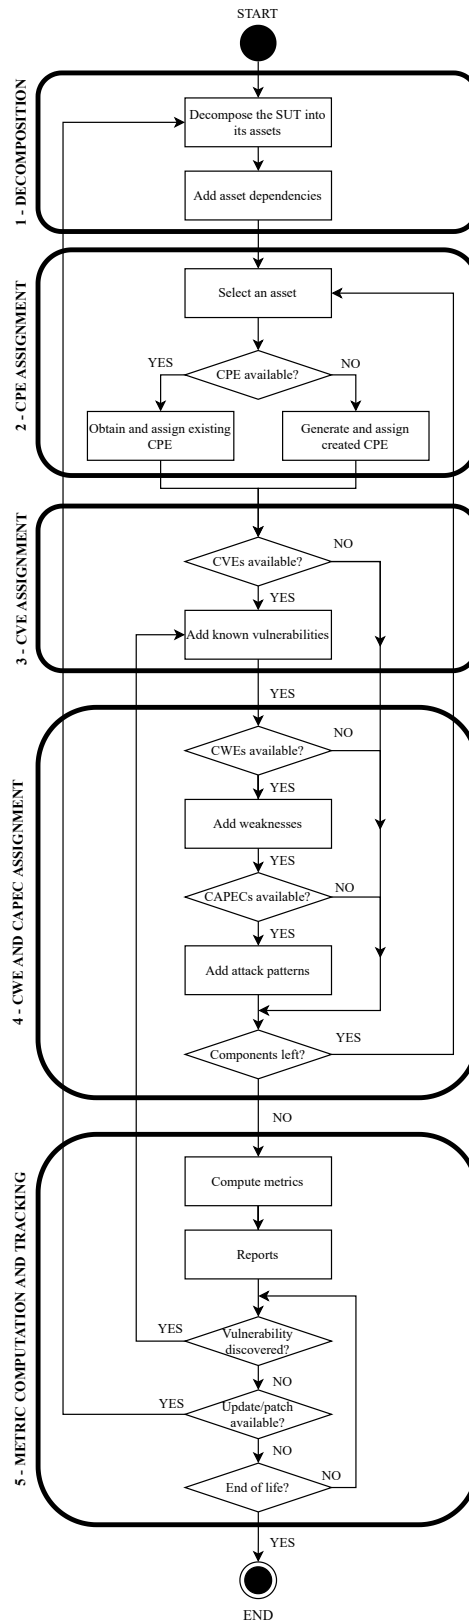 START
1 - DECOMPOSITION
Decompose the SUT into
its assets
Add asset dependencies
2 - CPE ASSIGNMENT
Select an asset
YES
CPE available?
NO
Obtain and assign existing
CPE
Generate and assign
created CPE
3 - CVE ASSIGNMENT
CVEs available?
NO
YES
Add known vulnerabilities
YES
4 - CWE AND CAPEC ASSIGNMENT
CWEs available?
NO
YES
Add weaknesses
YES
CAPECs available?
NO
YES
Add attack patterns
Components left?
YES
NO
5 - METRIC COMPUTATION AND TRACKING
Compute metrics
Reports
YES
Vulnerability
discovered?
NO
YES
Update/patch
available?
NO
End of life?
NO
YES
END